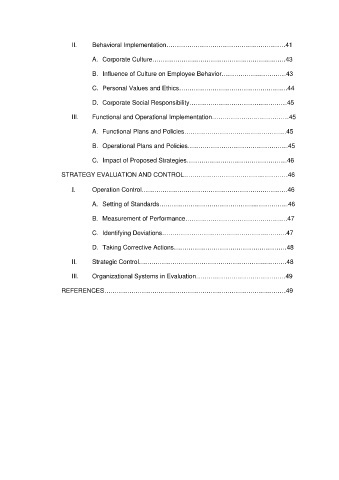 II. Behavioral Implementation……………………………………………………41
A. Corporate Culture…………………………………………………………43
B. Influence of Culture on Employee Behavior……………………………43
C. Personal Values and Ethics………………………………………………44
D. Corporate Social Responsibility…………………………………………45
III. Functional and Operational Implementation…………………………………45
A. Functional Plans and Policies……………………………………………45
B. Operational Plans and Policies……………………………………………45
C. Impact of Proposed Strategies……………………………………………46
STRATEGY EVALUATION AND CONTROL……………………………………………46
I. Operation Control………………………………………………………………46
A. Setting of Standards………………………………………………………46
B. Measurement of Performance……………………………………………47
C. Identifying Deviations………………………………………………………47
D. Taking Corrective Actions…………………………………………………48
II. Strategic Control…………………………………………………………………48
III. Organizational Systems in Evaluation………………………………………49
REFERENCES………………………………………………………………………………49